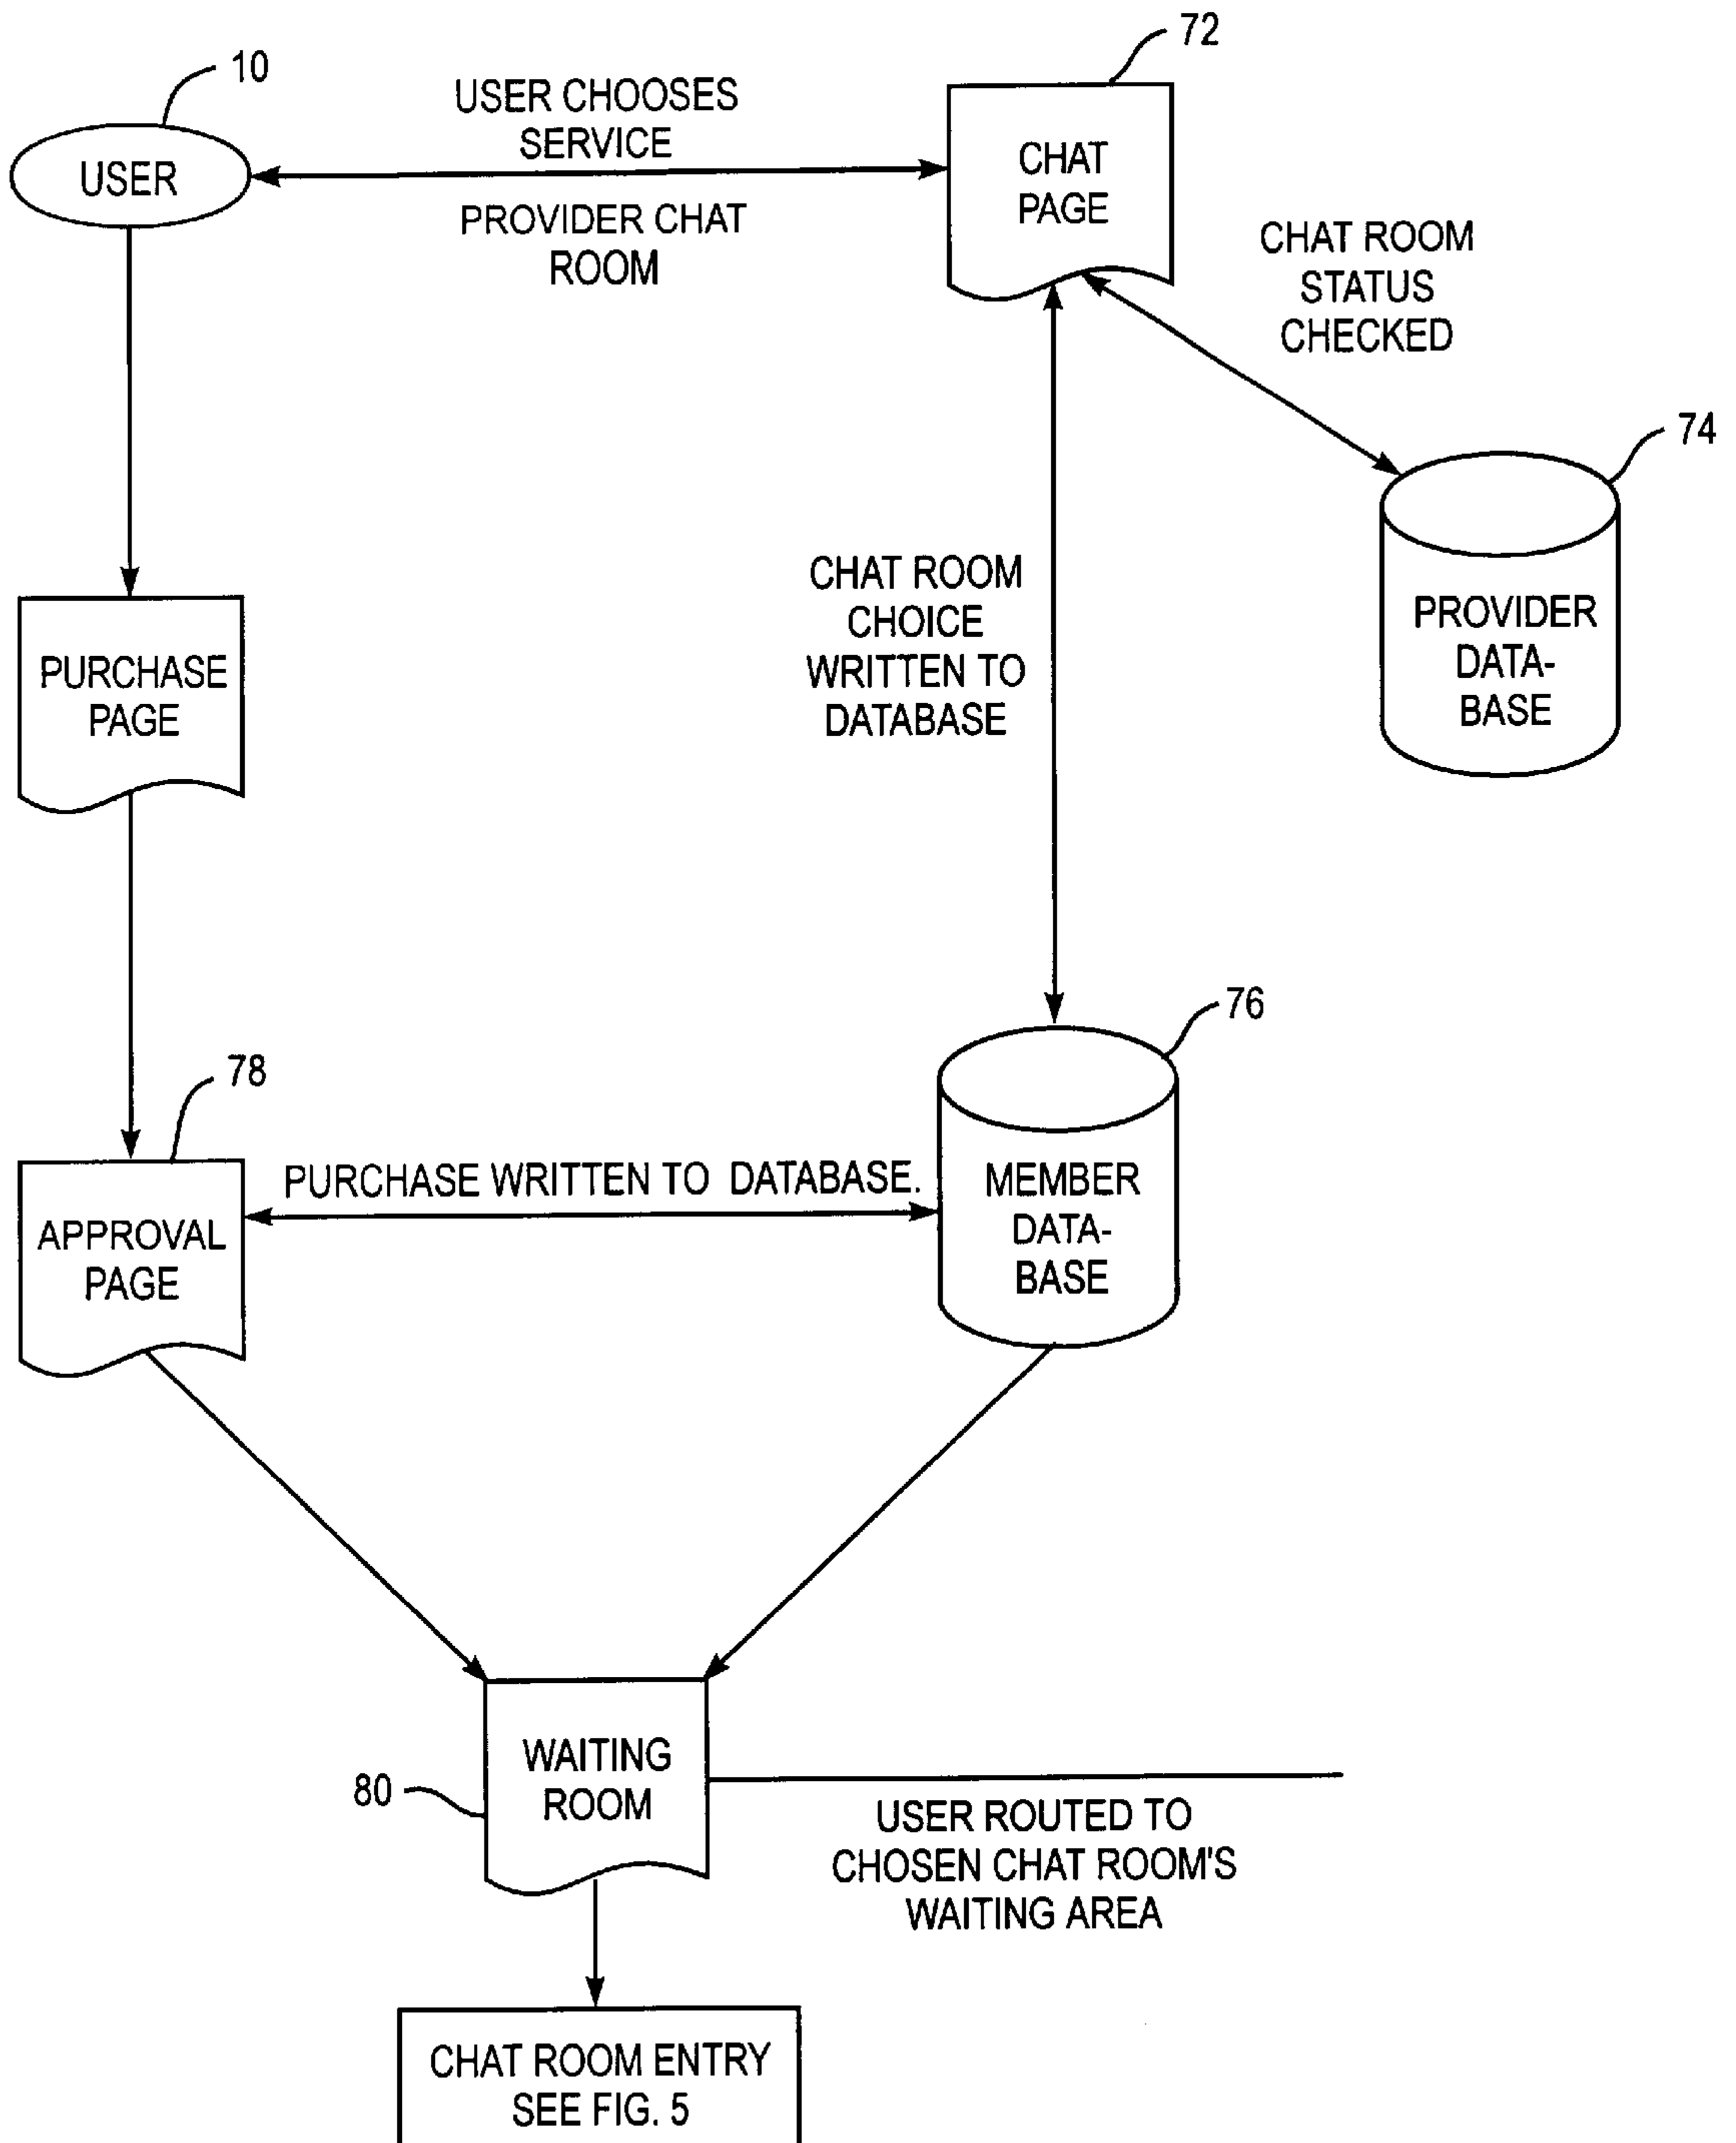 72
10
USER CHOOSES
SERVICE
USER
PROVIDER CHAT
ROOM
CHAT
PAGE
CHAT ROOM
STATUS
CHECKED
74
PROVIDER
DATA-
BASE
CHAT ROOM
CHOICE
WRITTEN TO
DATABASE
PURCHASE
PAGE
76
78
PURCHASE WRITTEN TO DATABASE.
APPROVAL
PAGE
MEMBER
DATA-
BASE
80
WAITING
ROOM
USER ROUTED TO
CHOSEN CHAT ROOM'S
WAITING AREA
CHAT ROOM ENTRY
SEE FIG. 5